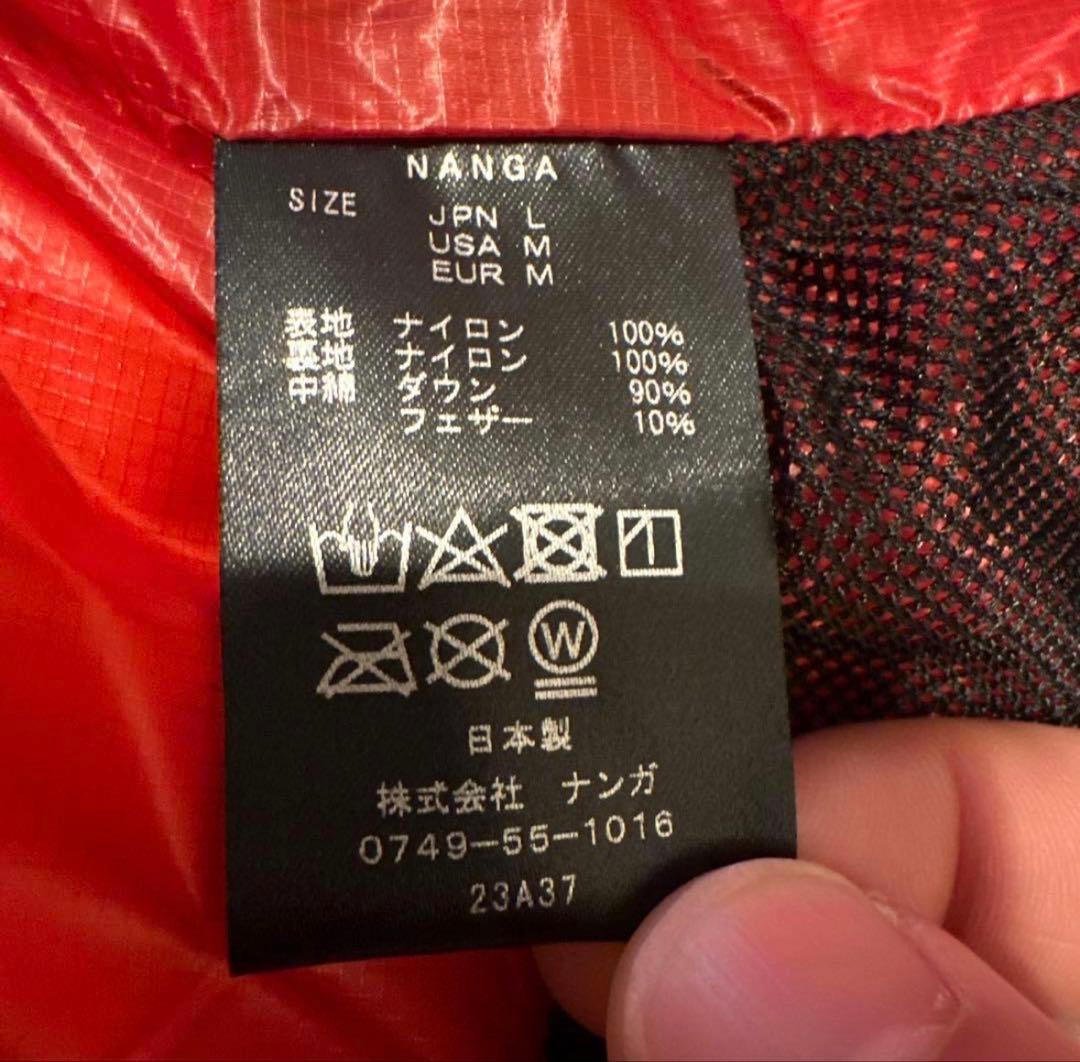 NANGA
SIZE JPN L
USA M
EUR M
表地 ナイロン 100%
裏地 ナイロン 100%
中綿 ダウン 90%
フェザー 10%
W
日本製
株式会社 ナンガ
0749-55-1016
23A37